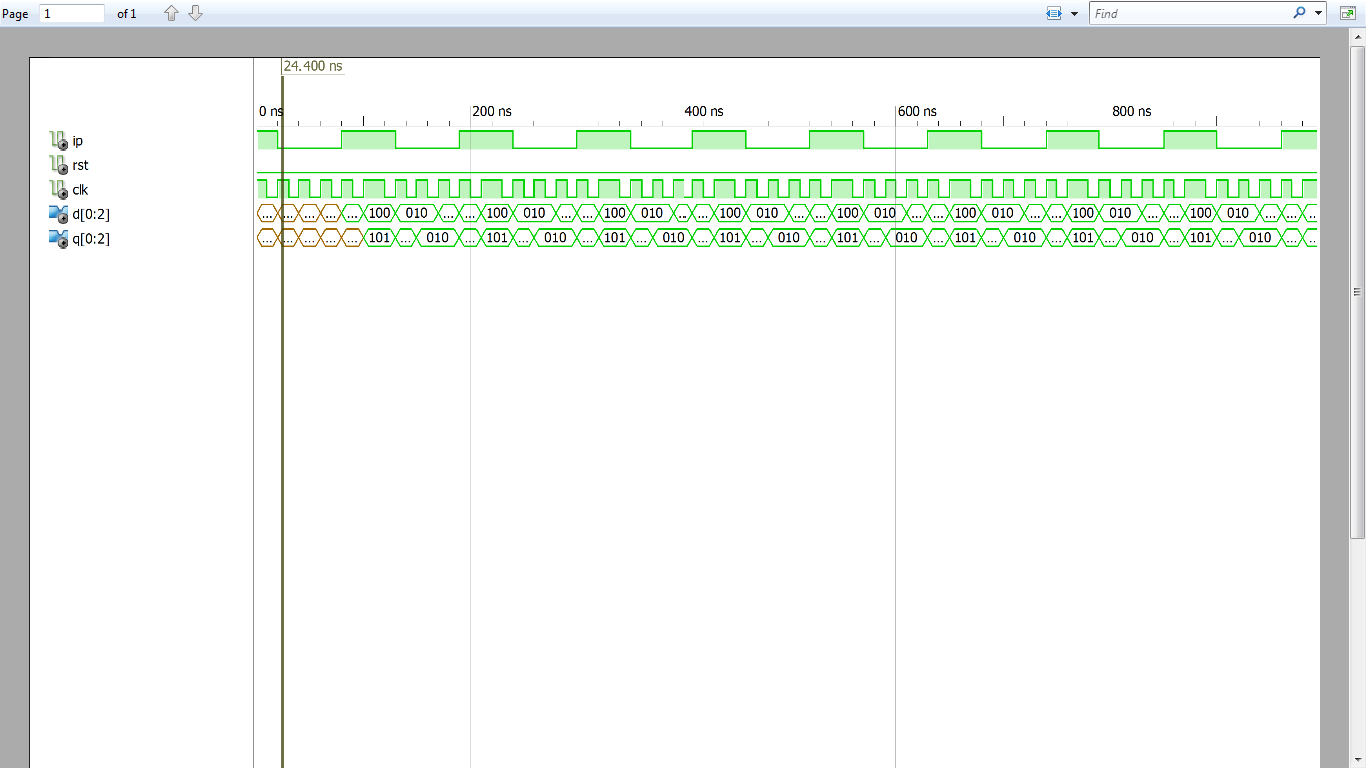 Page 1 of 1 Find
24.400 ns
0 ns 200 ns 400 ns 600 ns 800 ns
ip
rst
clk
d[0:2] ... ... ... ... ... 100 010 ... ... 100 010 ... ... 100 010 .. ... 100 010 ... ... 100 010 ... ... 100 010 ... ... 100 010 ... ... 100 010 ... ... ..
q[0:2] ... ... ... ... ... 101 ... 010 ... 101 ... 010 ... 101 ... 010 ... 101 ... 010 ... 101 ... 010 ... 101 ... 010 ... 101 ... 010 ... 101 ... 010 ... ..